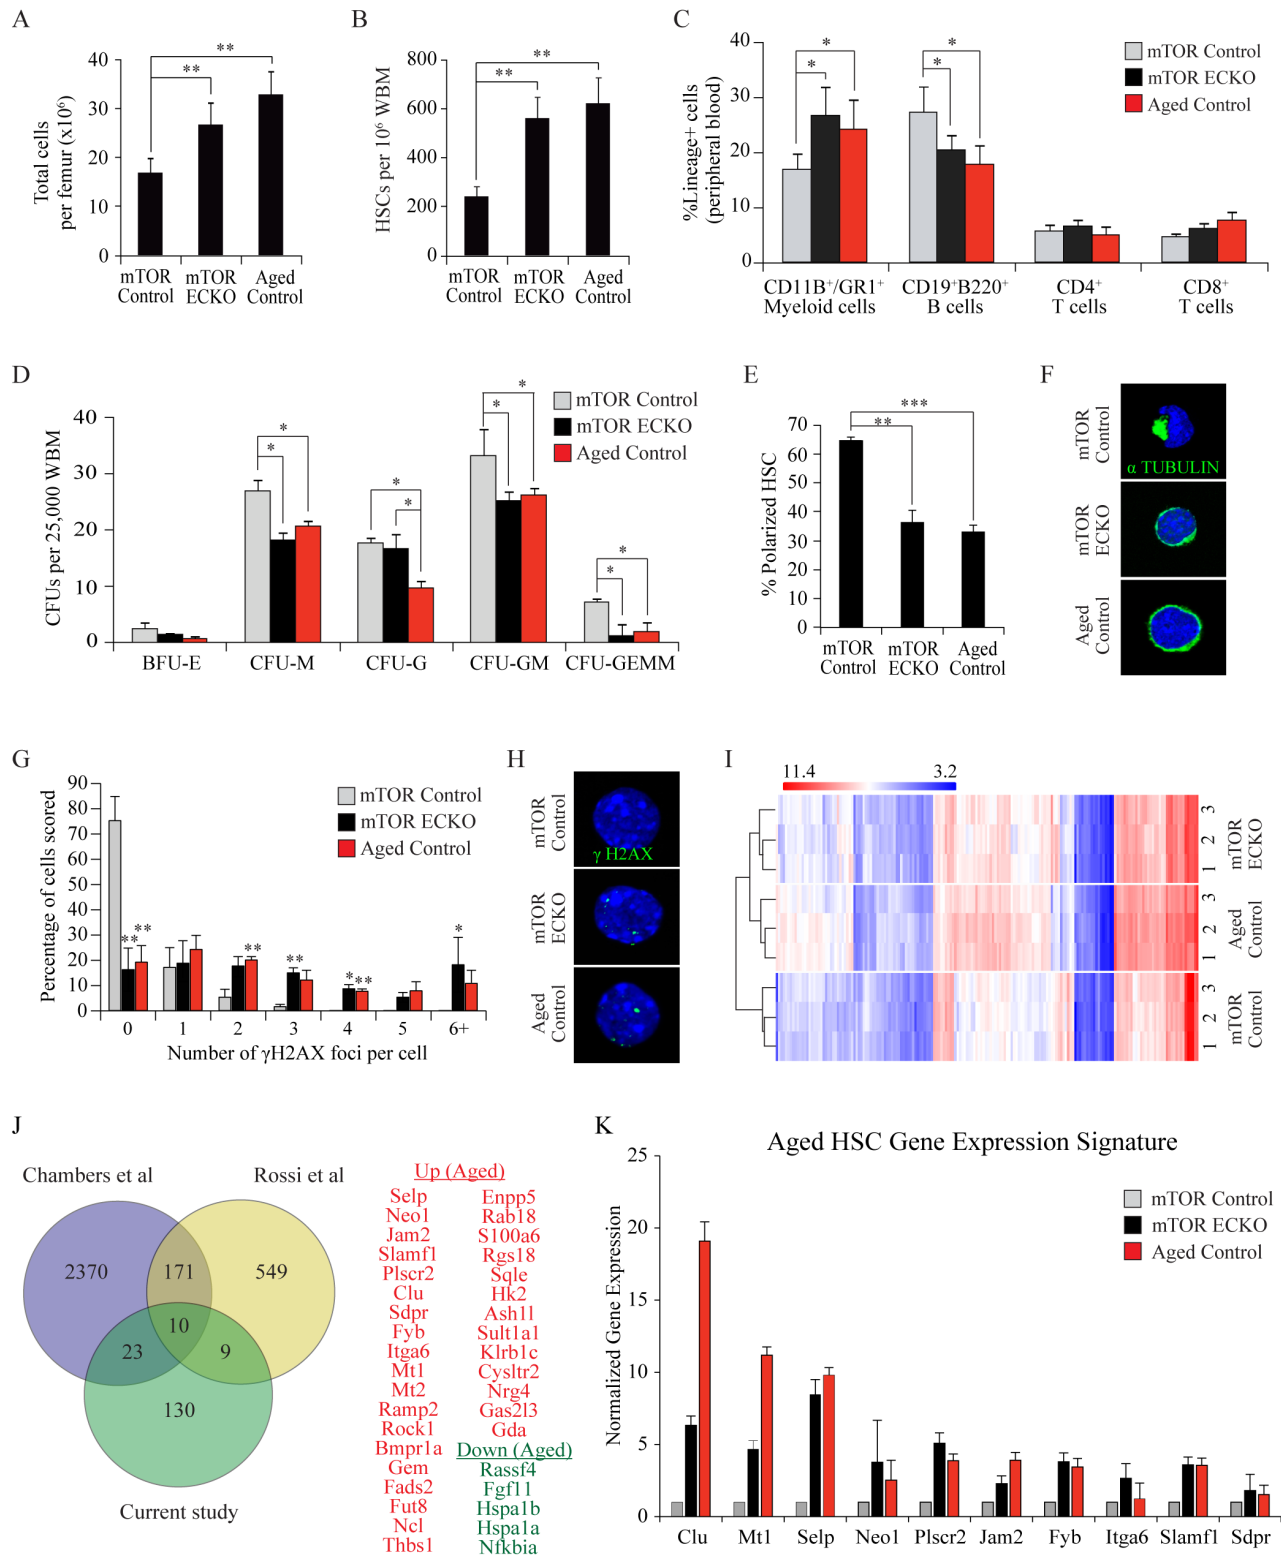 A
Total cells
per femur (x10⁶)
40
30
20
10
0
**
**
mTOR
Control
mTOR
ECKO
Aged
Control
B
HSCs per 10⁶ WBM
800
600
400
200
0
**
**
mTOR
Control
mTOR
ECKO
Aged
Control
C
%Lineage+ cells
(peripheral blood)
40
30
20
10
0
*
*
*
*
mTOR Control
mTOR ECKO
Aged Control
CD11B⁺/GR1⁺
Myeloid cells
CD19⁺B220⁺
B cells
CD4⁺
T cells
CD8⁺
T cells
D
CFUs per 25,000 WBM
40
30
20
10
0
*
*
*
*
*
*
*
*
mTOR Control
mTOR ECKO
Aged Control
BFU-E
CFU-M
CFU-G
CFU-GM
CFU-GEMM
E
% Polarized HSC
70
60
50
40
30
20
10
0
***
**
mTOR
Control
mTOR
ECKO
Aged
Control
F
mTOR
Control
α TUBULIN
mTOR
ECKO
Aged
Control
G
Percentage of cells scored
90
80
70
60
50
40
30
20
10
0
**
**
**
**
*
**
*
mTOR Control
mTOR ECKO
Aged Control
0 1 2 3 4 5 6+
Number of γH2AX foci per cell
H
mTOR
Control
γ H2AX
mTOR
ECKO
Aged
Control
I
11.4 3.2
3
2
1
mTOR
ECKO
3
2
1
Aged
Control
3
2
1
mTOR
Control
J
Chambers et al
Rossi et al
2370
171
549
10
23
9
130
Current study
Up (Aged)
Selp
Neo1
Jam2
Slamf1
Plscr2
Clu
Sdpr
Fyb
Itga6
Mt1
Mt2
Ramp2
Rock1
Bmpr1a
Gem
Fads2
Fut8
Ncl
Thbs1
Enpp5
Rab18
S100a6
Rgs18
Sqle
Hk2
Ash1l
Sult1a1
Klrb1c
Cysltr2
Nrg4
Gas2l3
Gda
Down (Aged)
Rassf4
Fgf11
Hspa1b
Hspa1a
Nfkbia
K
Aged HSC Gene Expression Signature
Normalized Gene Expression
25
20
15
10
5
0
mTOR Control
mTOR ECKO
Aged Control
Clu
Mt1
Selp
Neo1
Plscr2
Jam2
Fyb
Itga6
Slamf1
Sdpr